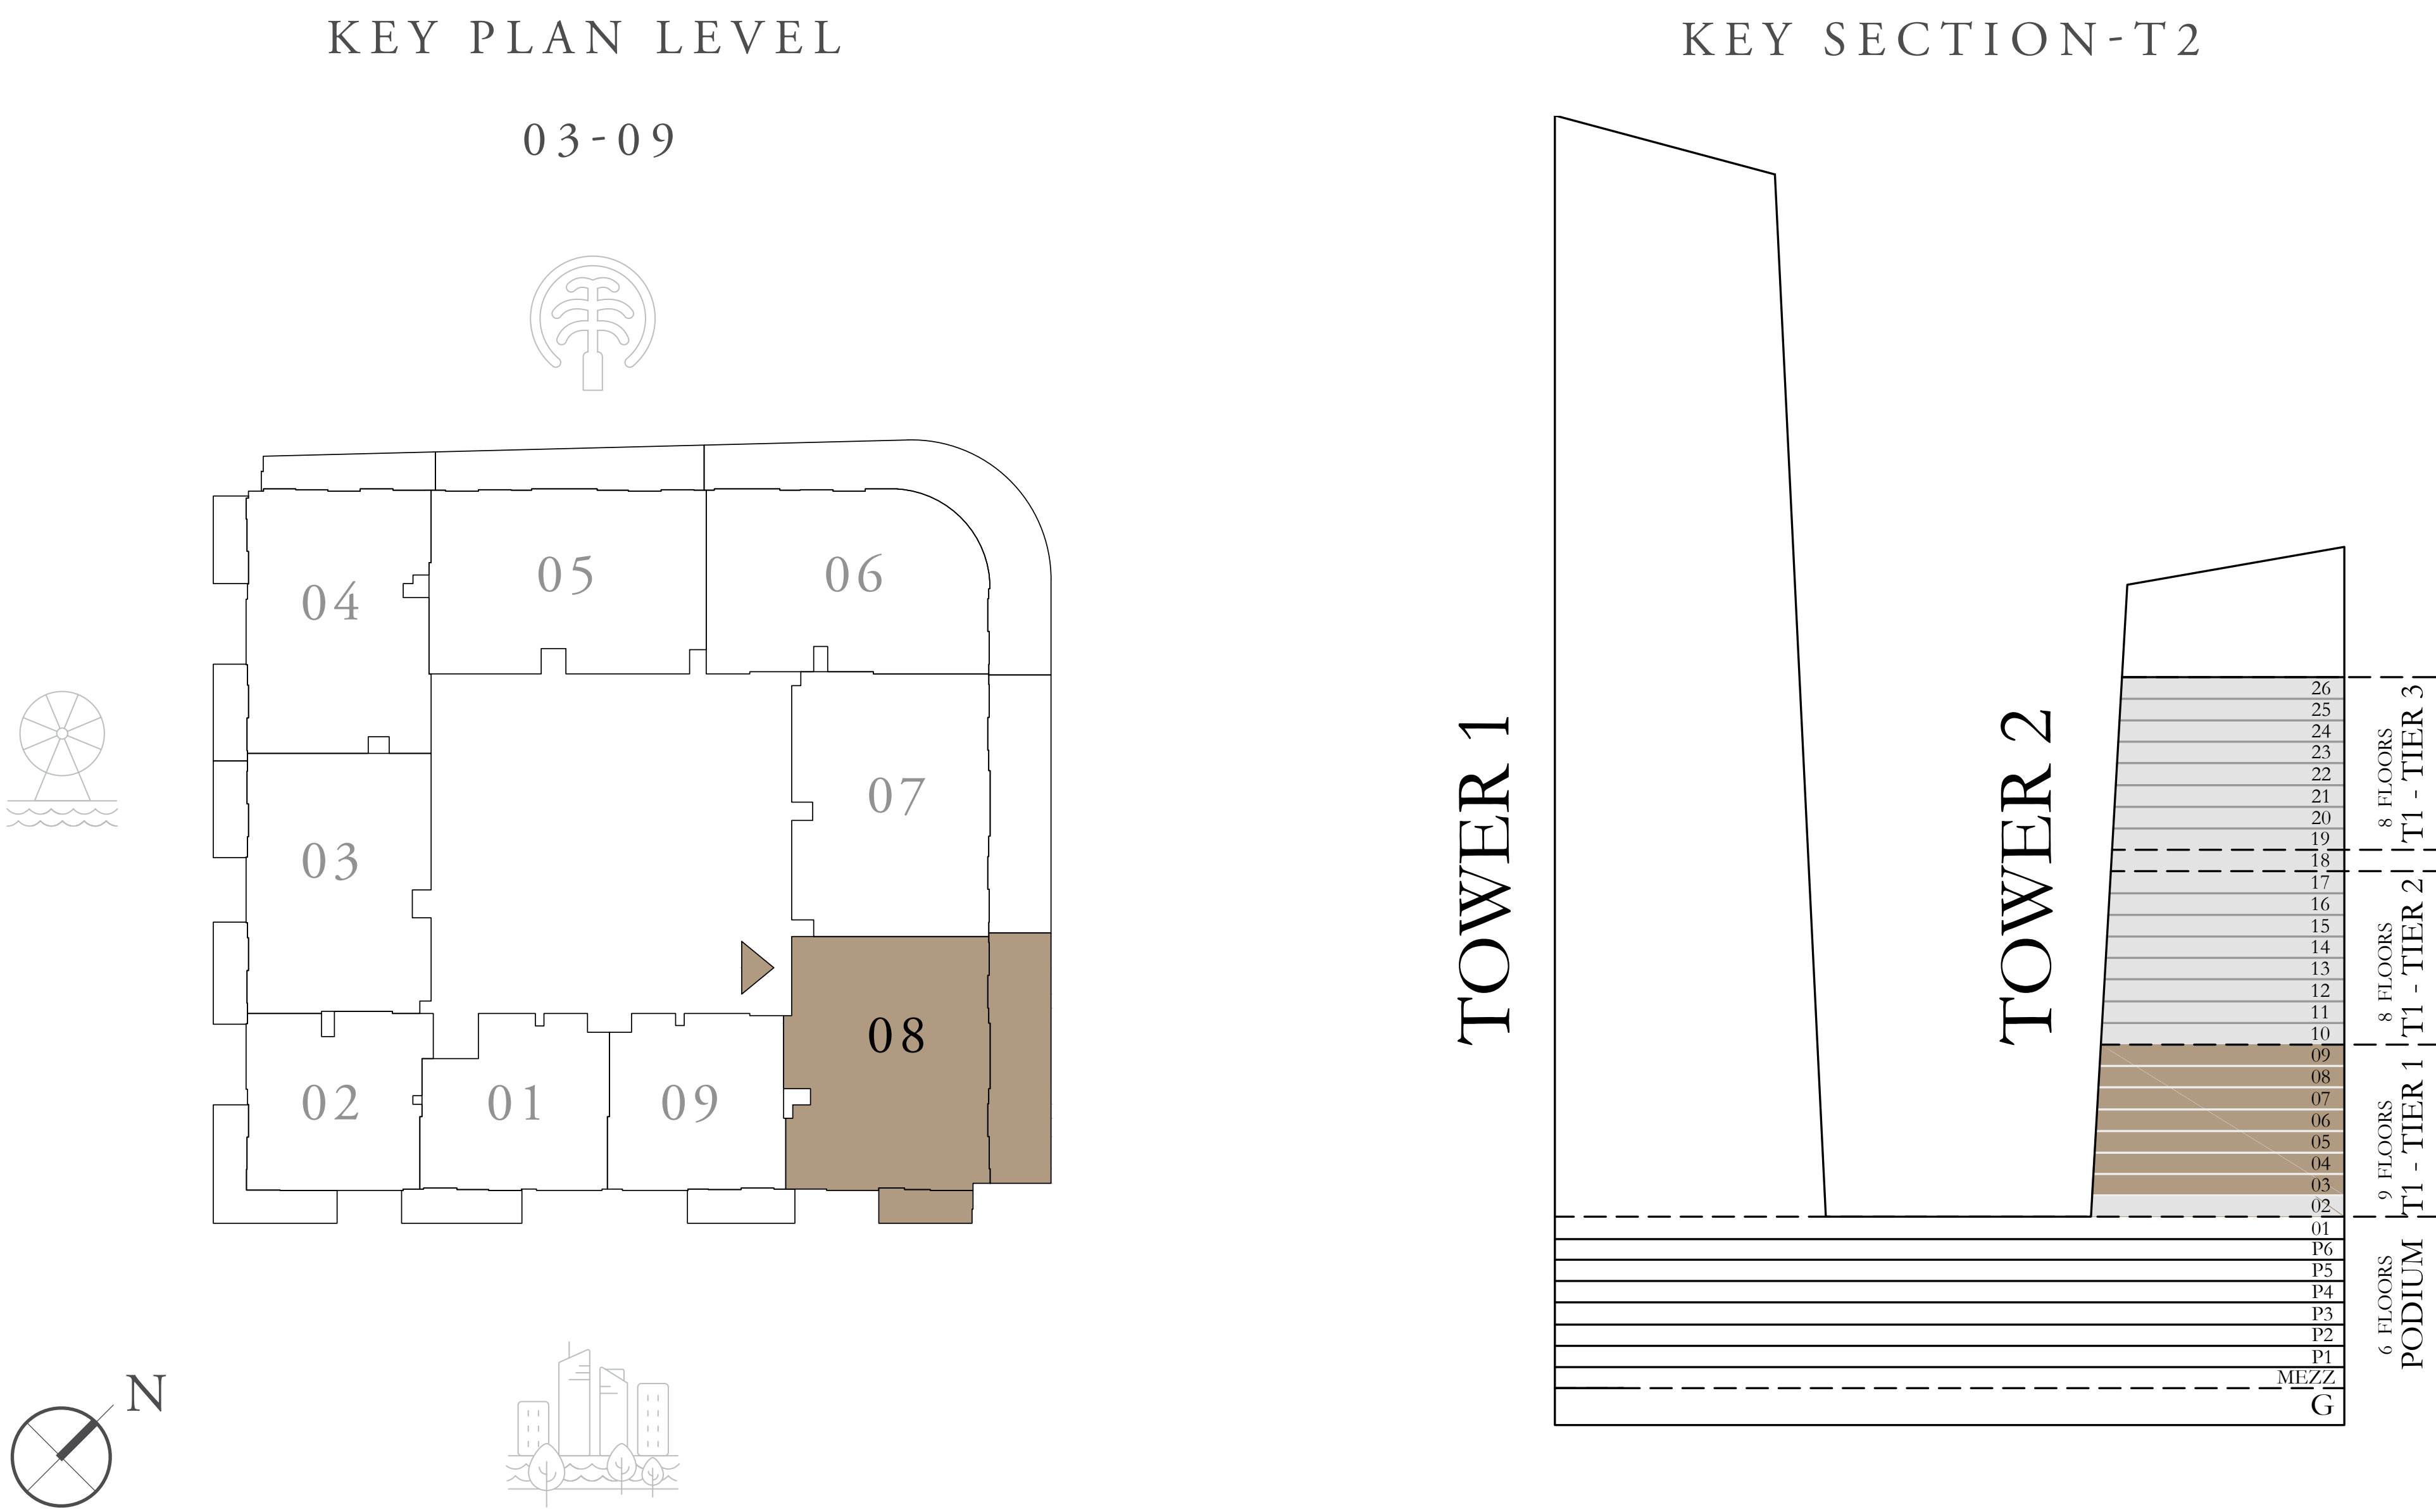 KEY PLAN LEVEL
03-09
04
05
06
03
07
08
02
01
09
N
KEY SECTION-T2
TOWER 1
TOWER 2
26
25
24
23
22
21
20
19
18
17
16
15
14
13
12
11
10
09
08
07
06
05
04
03
02
01
P6
P5
P4
P3
P2
P1
MEZZ
G
8 FLOORS
T1 - TIER 3
8 FLOORS
T1 - TIER 2
9 FLOORS
T1 - TIER 1
6 FLOORS
PODIUM